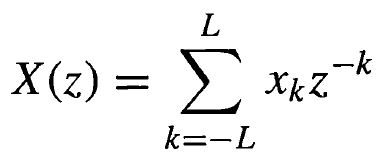 X(z) = \sum_{k=-L}^{L} x_k z^{-k}